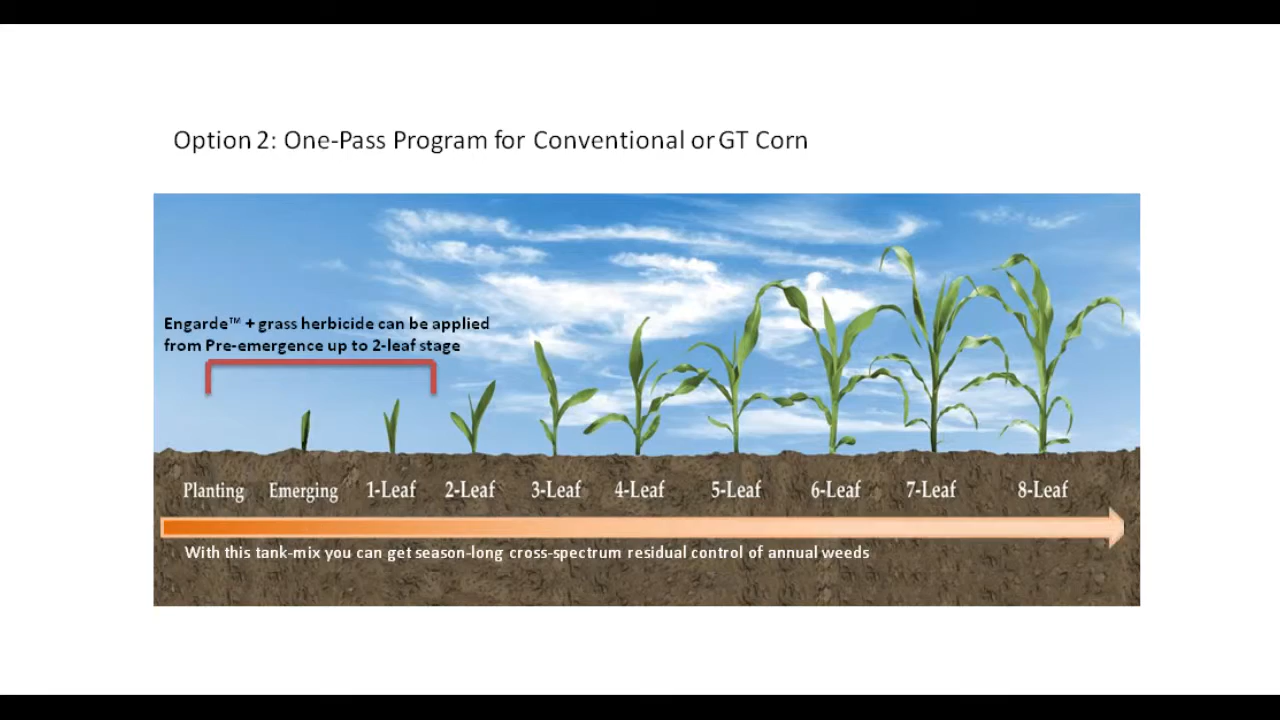 Option 2: One-Pass Program for Conventional or GT Corn
Engarde™ + grass herbicide can be applied
from Pre-emergence up to 2-leaf stage
Planting Emerging 1-Leaf 2-Leaf 3-Leaf 4-Leaf 5-Leaf 6-Leaf 7-Leaf 8-Leaf
With this tank-mix you can get season-long cross-spectrum residual control of annual weeds